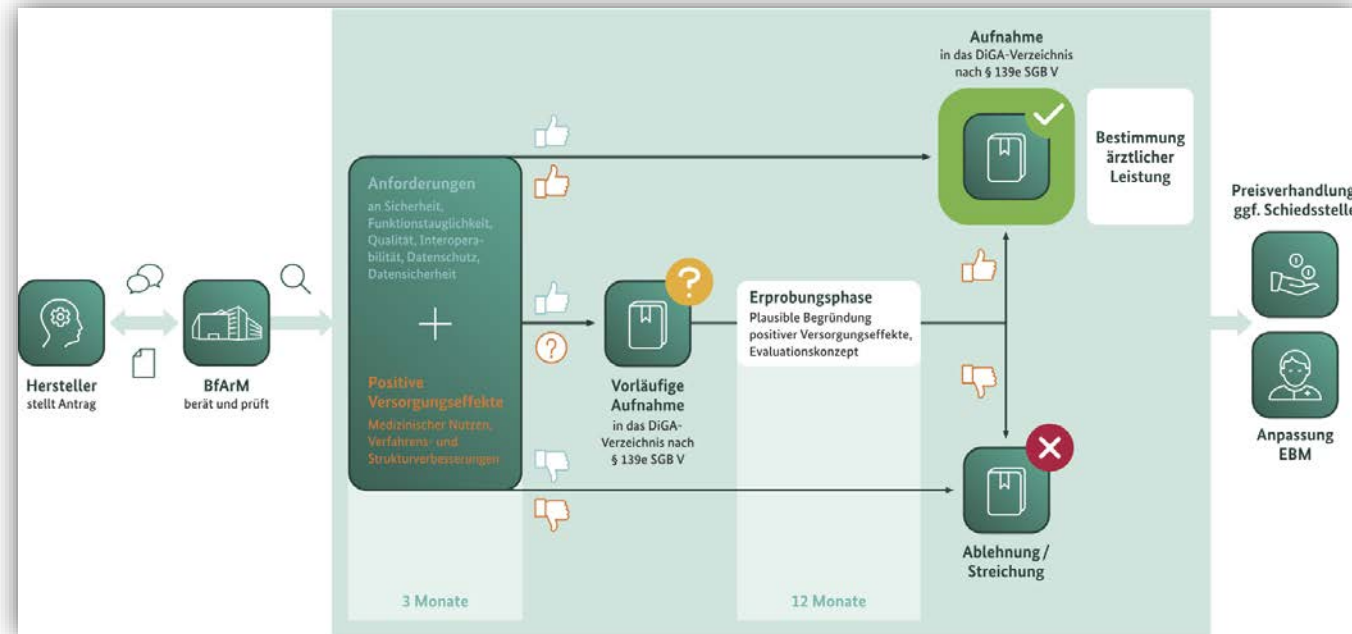 Hersteller
stellt Antrag
BfArM
berät und prüft
Anforderungen
an Sicherheit,
Funktionstauglichkeit,
Qualität, Interopera-
bilität, Datenschutz,
Datensicherheit
+
Positive
Versorgungseffekte
Medizinischer Nutzen,
Verfahrens- und
Strukturverbesserungen
3 Monate
?
?
Vorläufige
Aufnahme
in das DiGA-
Verzeichnis nach
§ 139e SGB V
Erprobungsphase
Plausible Begründung
positiver Versorgungseffekte,
Evaluationskonzept
12 Monate
Aufnahme
in das DiGA-Verzeichnis
nach § 139e SGB V
Bestimmung
ärztlicher
Leistung
Ablehnung /
Streichung
Preisverhandlung
ggf. Schiedsstelle
Anpassung
EBM